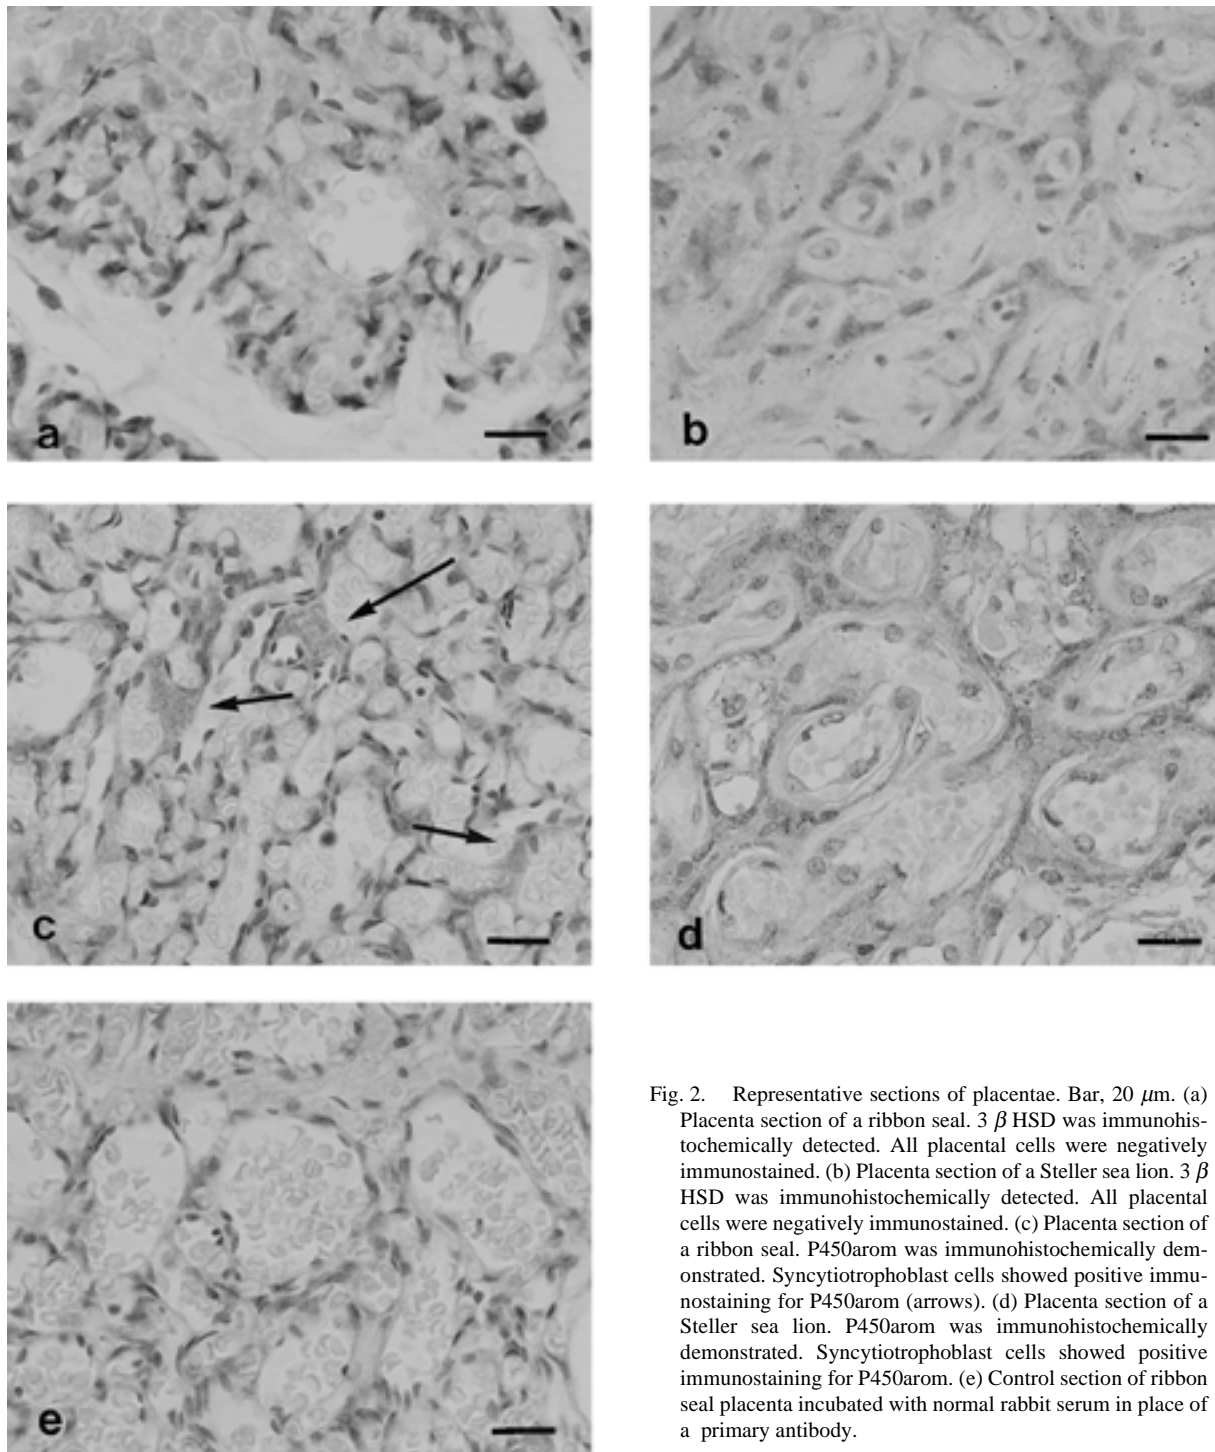 a
b
c
d
e
Fig. 2. Representative sections of placentae. Bar, 20 μm. (a)
Placenta section of a ribbon seal. 3 β HSD was immunohis-
tochemically detected. All placental cells were negatively
immunostained. (b) Placenta section of a Steller sea lion. 3 β
HSD was immunohistochemically detected. All placental
cells were negatively immunostained. (c) Placenta section of
a ribbon seal. P450arom was immunohistochemically dem-
onstrated. Syncytiotrophoblast cells showed positive immu-
nostaining for P450arom (arrows). (d) Placenta section of a
Steller sea lion. P450arom was immunohistochemically
demonstrated. Syncytiotrophoblast cells showed positive
immunostaining for P450arom. (e) Control section of ribbon
seal placenta incubated with normal rabbit serum in place of
a primary antibody.